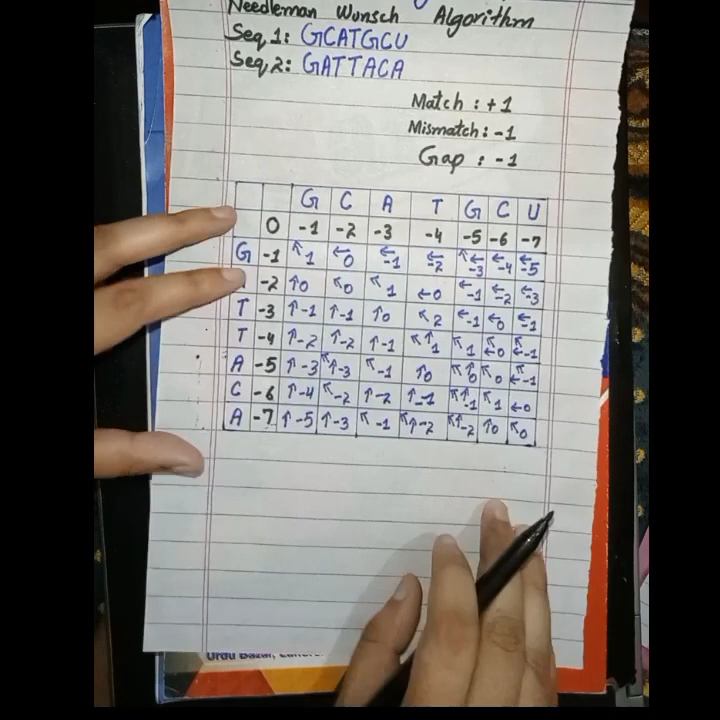 Needleman Wunsch Algorithm
Seq 1: GCATGCU
Seq 2: GATTACA
Match : +1
Mismatch : -1
Gap : -1
G C A T G C U
0 -1 -2 -3 -4 -5 -6 -7
G -1 ↖1 ←0 ←-1 ←-2 ↖←-3 ←-4 ←-5
-2 ↑0 ↖0 ↖1 ←0 ←-1 ←-2 ←-3
T -3 ↑-1 ↑-1 ↑0 ↖2 ←-1 ←0 ←-1
T -4 ↑-2 ↑-2 ↑-1 ↖↑1 ↖1 ↖←0 ↖←-1
A -5 ↑-3 ↖↑-3 ↖-1 ↑0 ↖↑0 ↖0 ↖←-1
C -6 ↑-4 ↖-2 ↑-2 ↑-1 ↖↑-1 ↖1 ←0
A -7 ↑-5 ↑-3 ↖-1 ↖↑-2 ↖↑-2 ↑0 ↖0
Urdu Bazar,